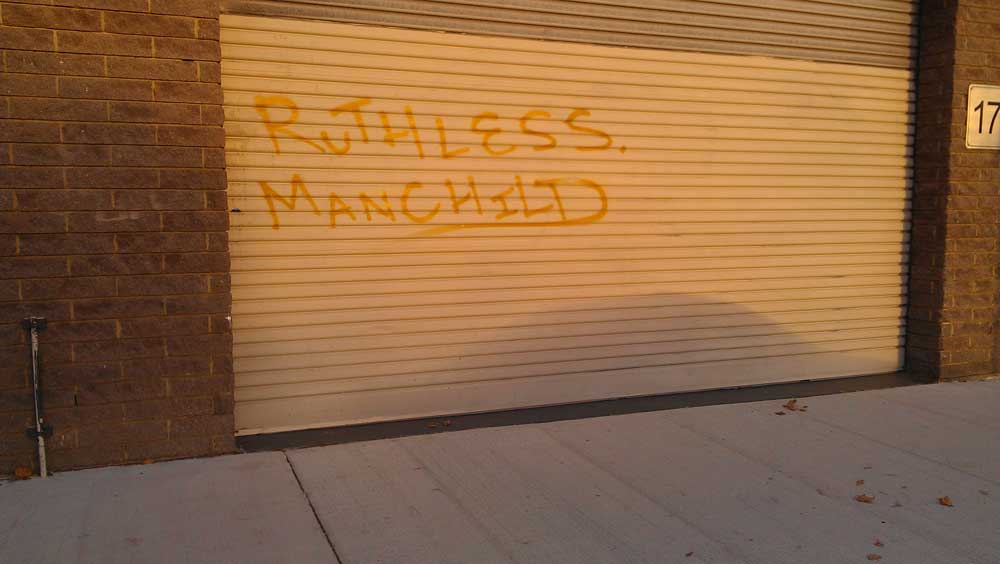 RUTHLESS.
MANCHILD
17